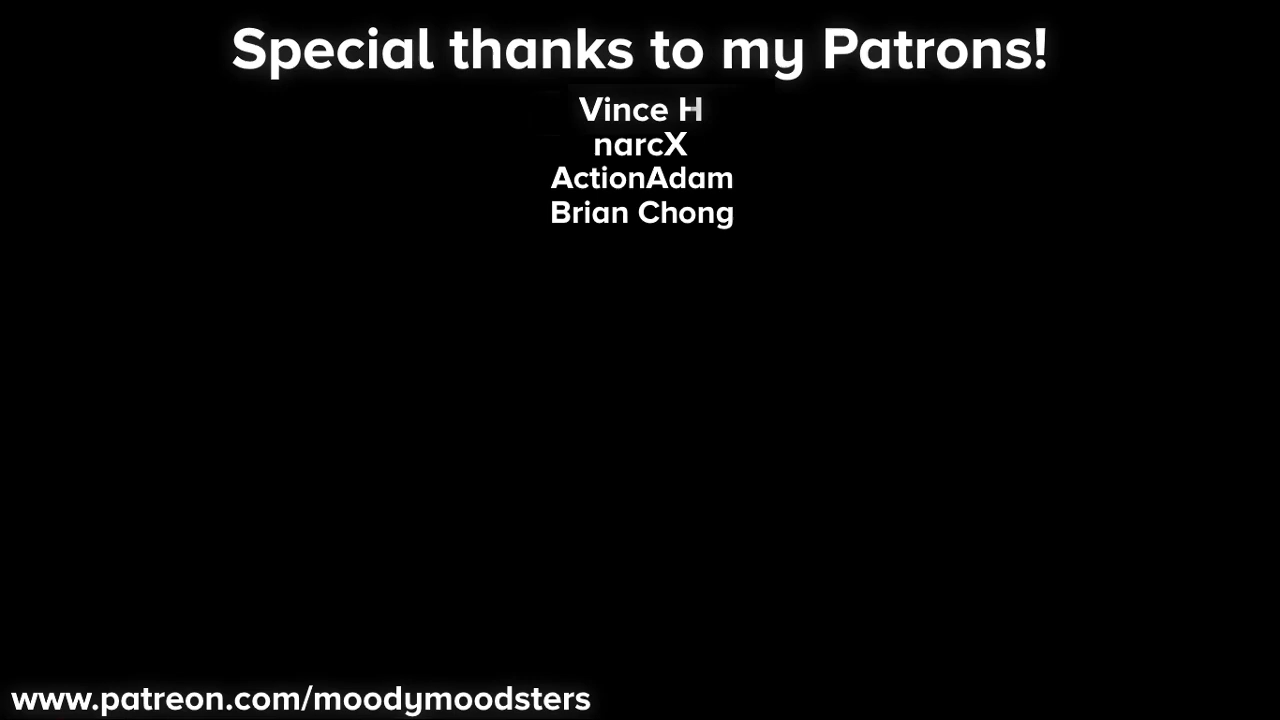 Special thanks to my Patrons!
Vince H
narcX
ActionAdam
Brian Chong
www.patreon.com/moodymoodsters